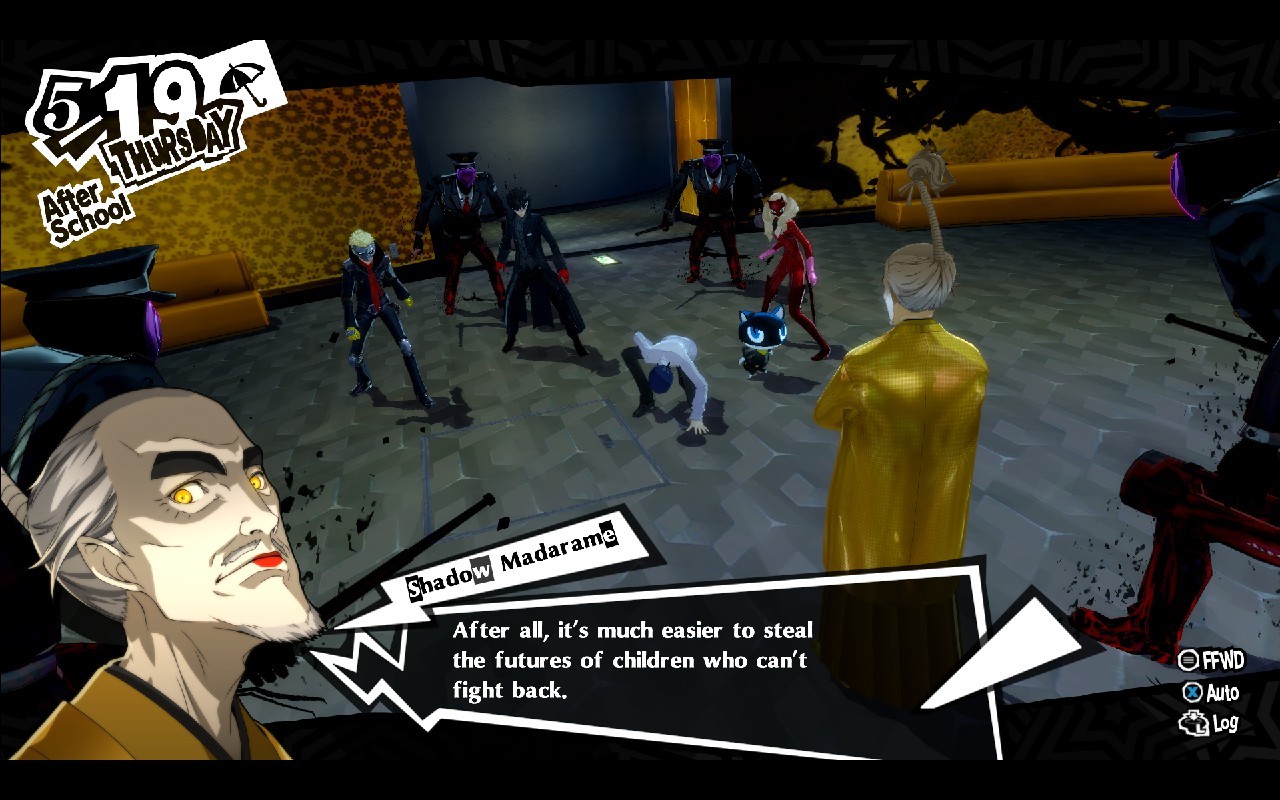 5 19
THURSDAY
After
School
Shadow Madarame
After all, it's much easier to steal
the futures of children who can't
fight back.
FFWD
X Auto
L Log